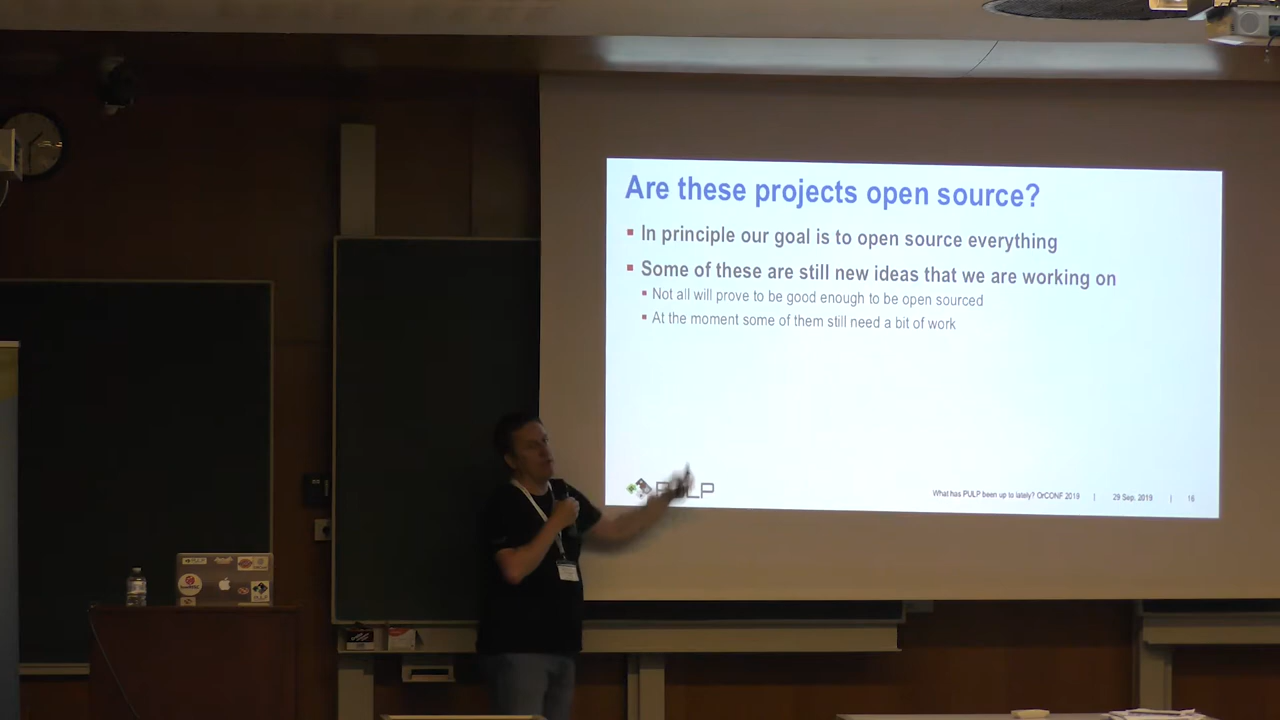 Are these projects open source?
In principle our goal is to open source everything
Some of these are still new ideas that we are working on
Not all will prove to be good enough to be open sourced
At the moment some of them still need a bit of work
PULP
What has PULP been up to lately? OrCONF 2019 | 29 Sep. 2019 | 16
PULP